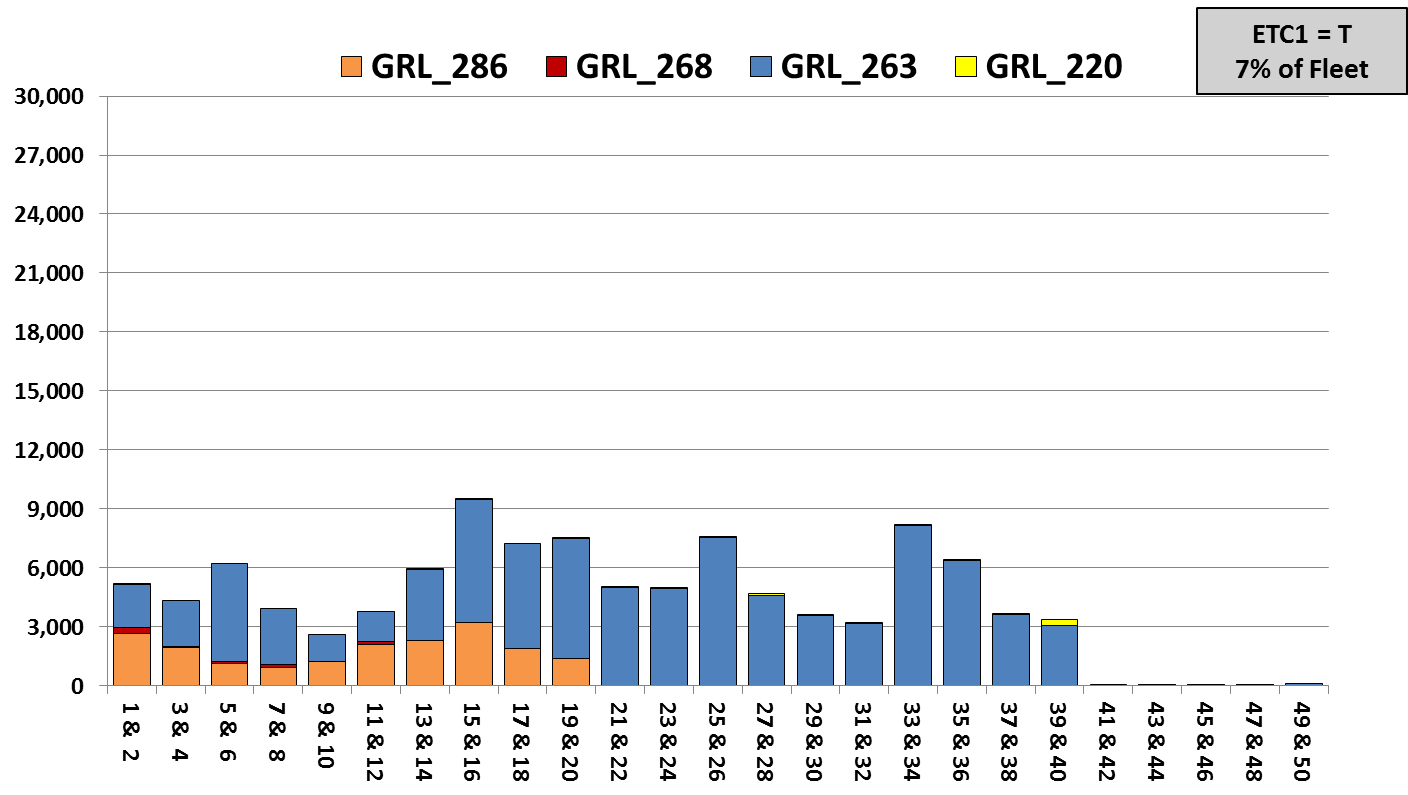 ETC1 = T
7% of Fleet
GRL_286 GRL_268 GRL_263 GRL_220
30,000
27,000
24,000
21,000
18,000
15,000
12,000
9,000
6,000
3,000
0
1 & 2
3 & 4
5 & 6
7 & 8
9 & 10
11 & 12
13 & 14
15 & 16
17 & 18
19 & 20
21 & 22
23 & 24
25 & 26
27 & 28
29 & 30
31 & 32
33 & 34
35 & 36
37 & 38
39 & 40
41 & 42
43 & 44
45 & 46
47 & 48
49 & 50